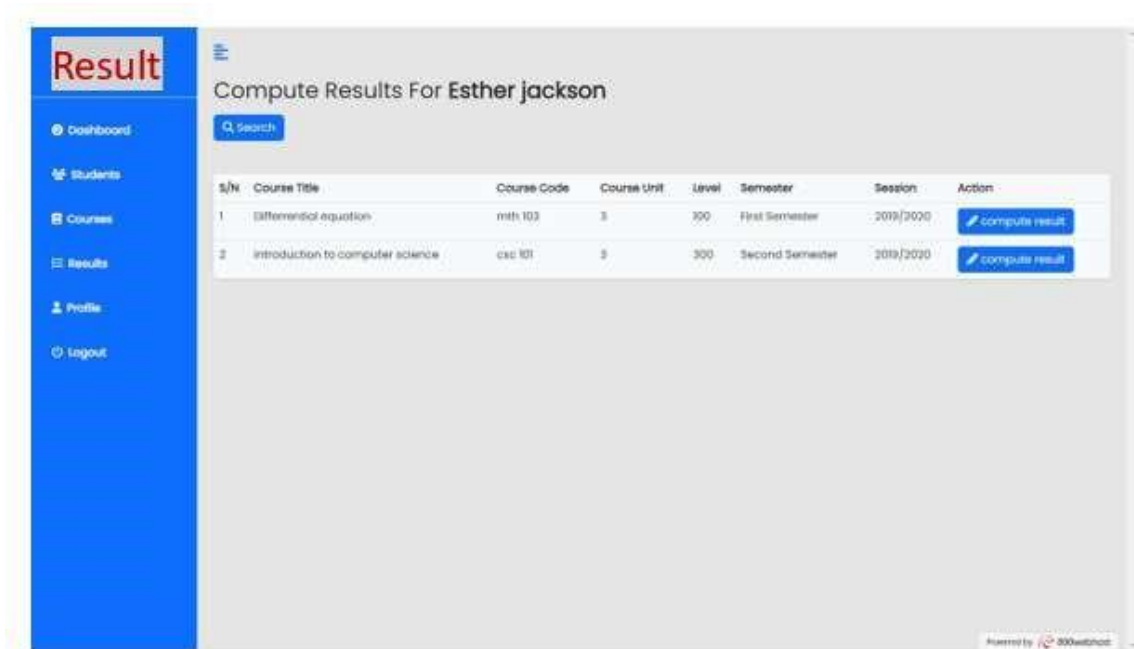 Result
Compute Results For Esther jackson
Search
Dashboard
Students
Courses
Results
Profile
Logout
S/N Course Title Course Code Course Unit Level Semester Session Action
1 Differential equation mth 103 3 300 First Semester 2019/2020 compute result
2 introduction to computer science csc 101 3 300 Second Semester 2019/2020 compute result
Powered by 000webhost